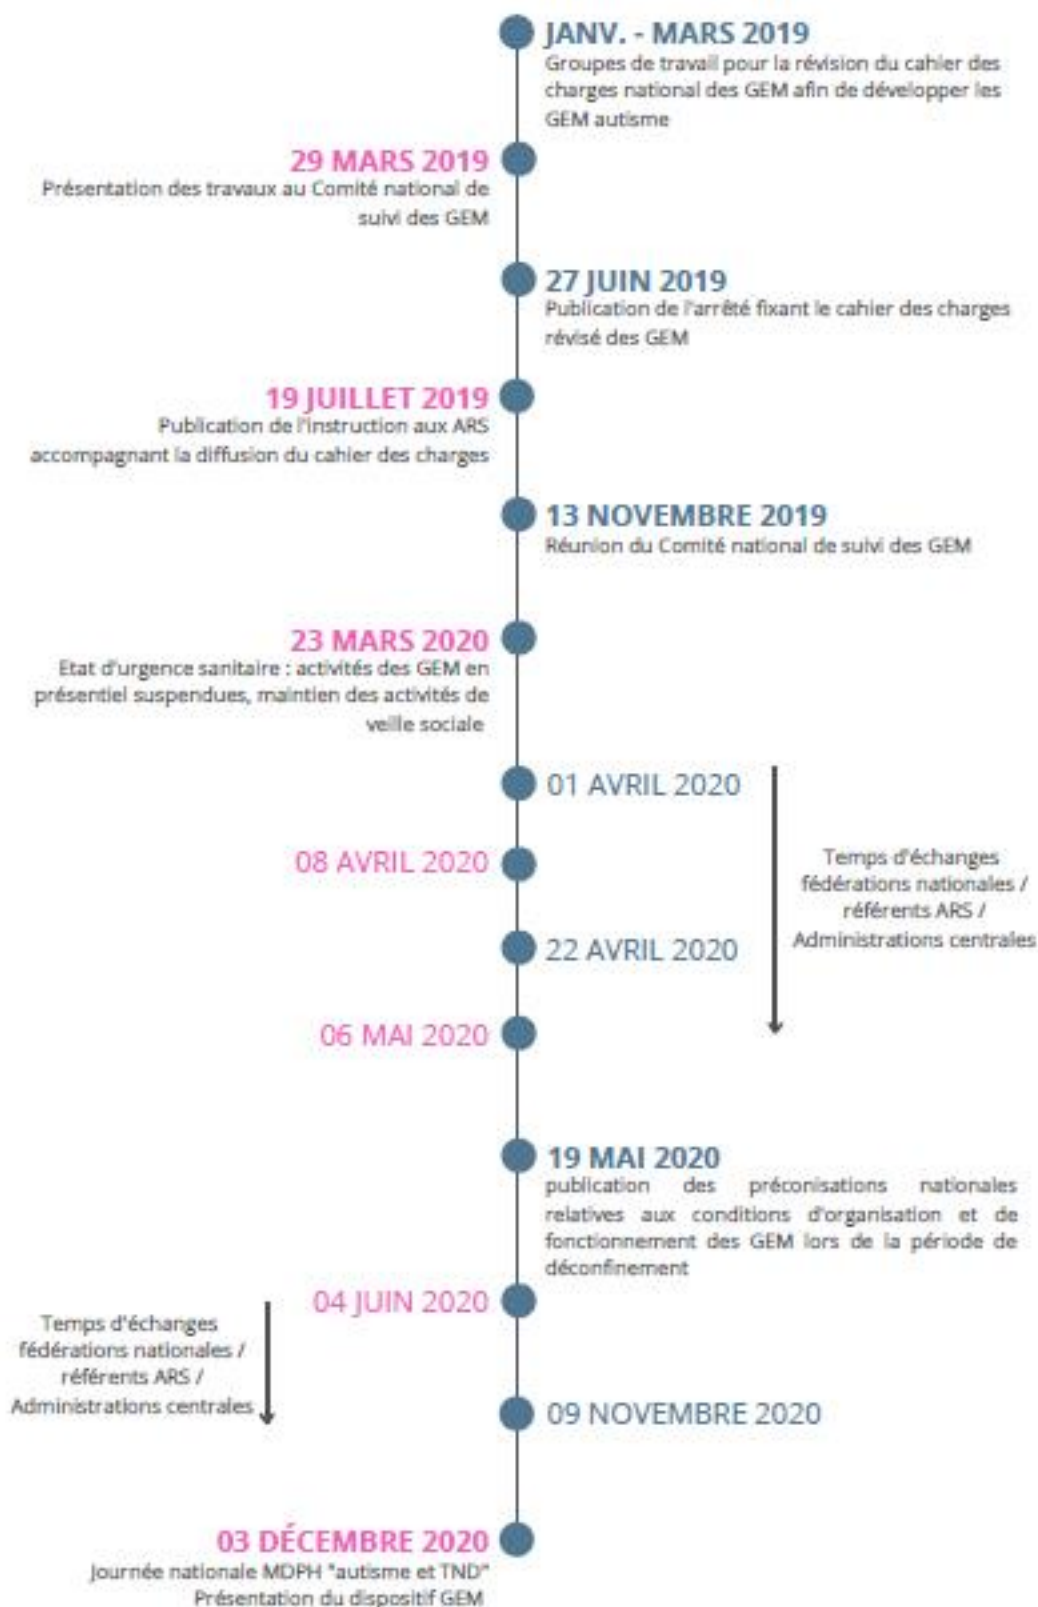 JANV. - MARS 2019
Groupes de travail pour la révision du cahier des
charges national des GEM afin de développer les
GEM autisme
29 MARS 2019
Présentation des travaux au Comité national de
suivi des GEM
27 JUIN 2019
Publication de l'arrêté fixant le cahier des charges
révisé des GEM
19 JUILLET 2019
Publication de l'instruction aux ARS
accompagnant la diffusion du cahier des charges
13 NOVEMBRE 2019
Réunion du Comité national de suivi des GEM
23 MARS 2020
Etat d'urgence sanitaire : activités des GEM en
présentiel suspendues, maintien des activités de
veille sociale
01 AVRIL 2020
08 AVRIL 2020
22 AVRIL 2020
06 MAI 2020
Temps d'échanges
fédérations nationales /
référents ARS /
Administrations centrales
19 MAI 2020
publication des préconisations nationales
relatives aux conditions d'organisation et de
fonctionnement des GEM lors de la période de
déconfinement
04 JUIN 2020
Temps d'échanges
fédérations nationales /
référents ARS /
Administrations centrales
09 NOVEMBRE 2020
03 DÉCEMBRE 2020
Journée nationale MDPH "autisme et TND"
Présentation du dispositif GEM